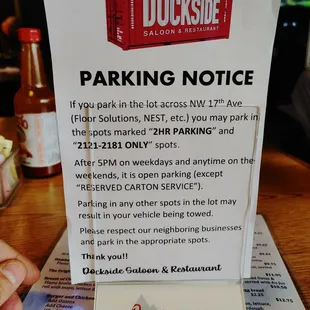 DOCKSIDE
SALOON & RESTAURANT
PARKING NOTICE
If you park in the lot across NW 17th Ave
(Floor Solutions, NEST, etc.) you may park in
the spots marked “2HR PARKING” and
“2121-2181 ONLY” spots.
After 5PM on weekdays and anytime on the
weekends, it is open parking (except
“RESERVED CARTON SERVICE”).
Parking in any other spots in the lot may
result in your vehicle being towed.
Please respect our neighboring businesses
and park in the appropriate spots.
Thank you!!
Dockside Saloon & Restaurant